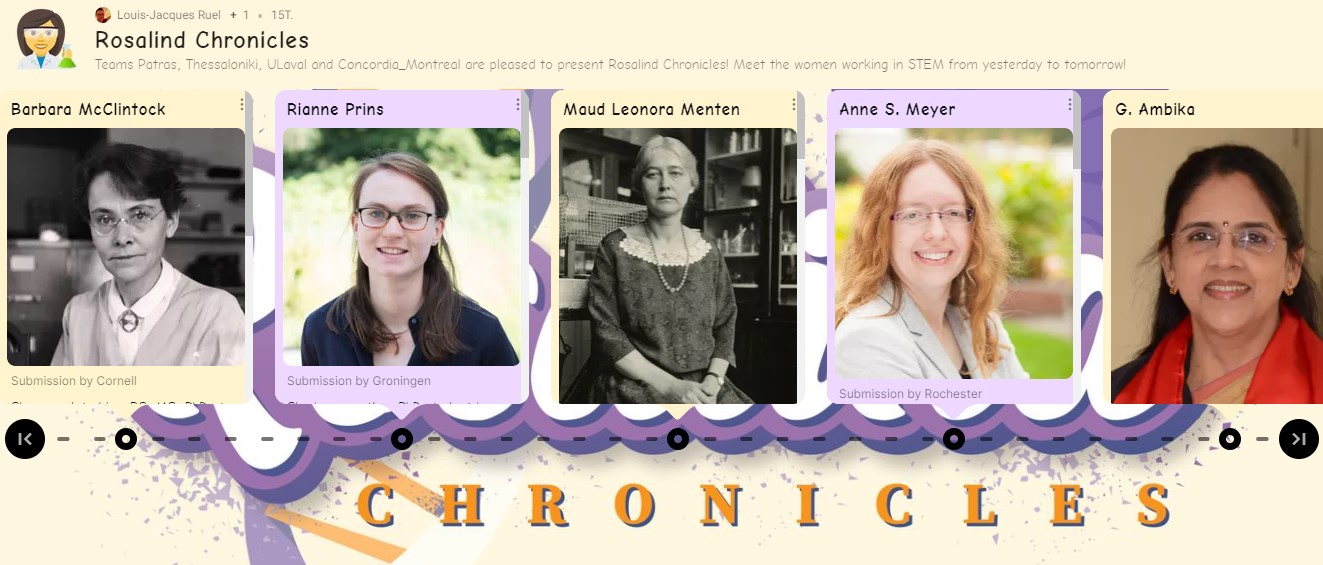 Louis-Jacques Ruel + 1 • 15T.
Rosalind Chronicles
Teams Patras, Thessaloniki, ULaval and Concordia_Montreal are pleased to present Rosalind Chronicles! Meet the women working in STEM from yesterday to tomorrow!
Barbara McClintock
Submission by Cornell
Rianne Prins
Submission by Groningen
Maud Leonora Menten
Anne S. Meyer
Submission by Rochester
G. Ambika
CHRONICLES